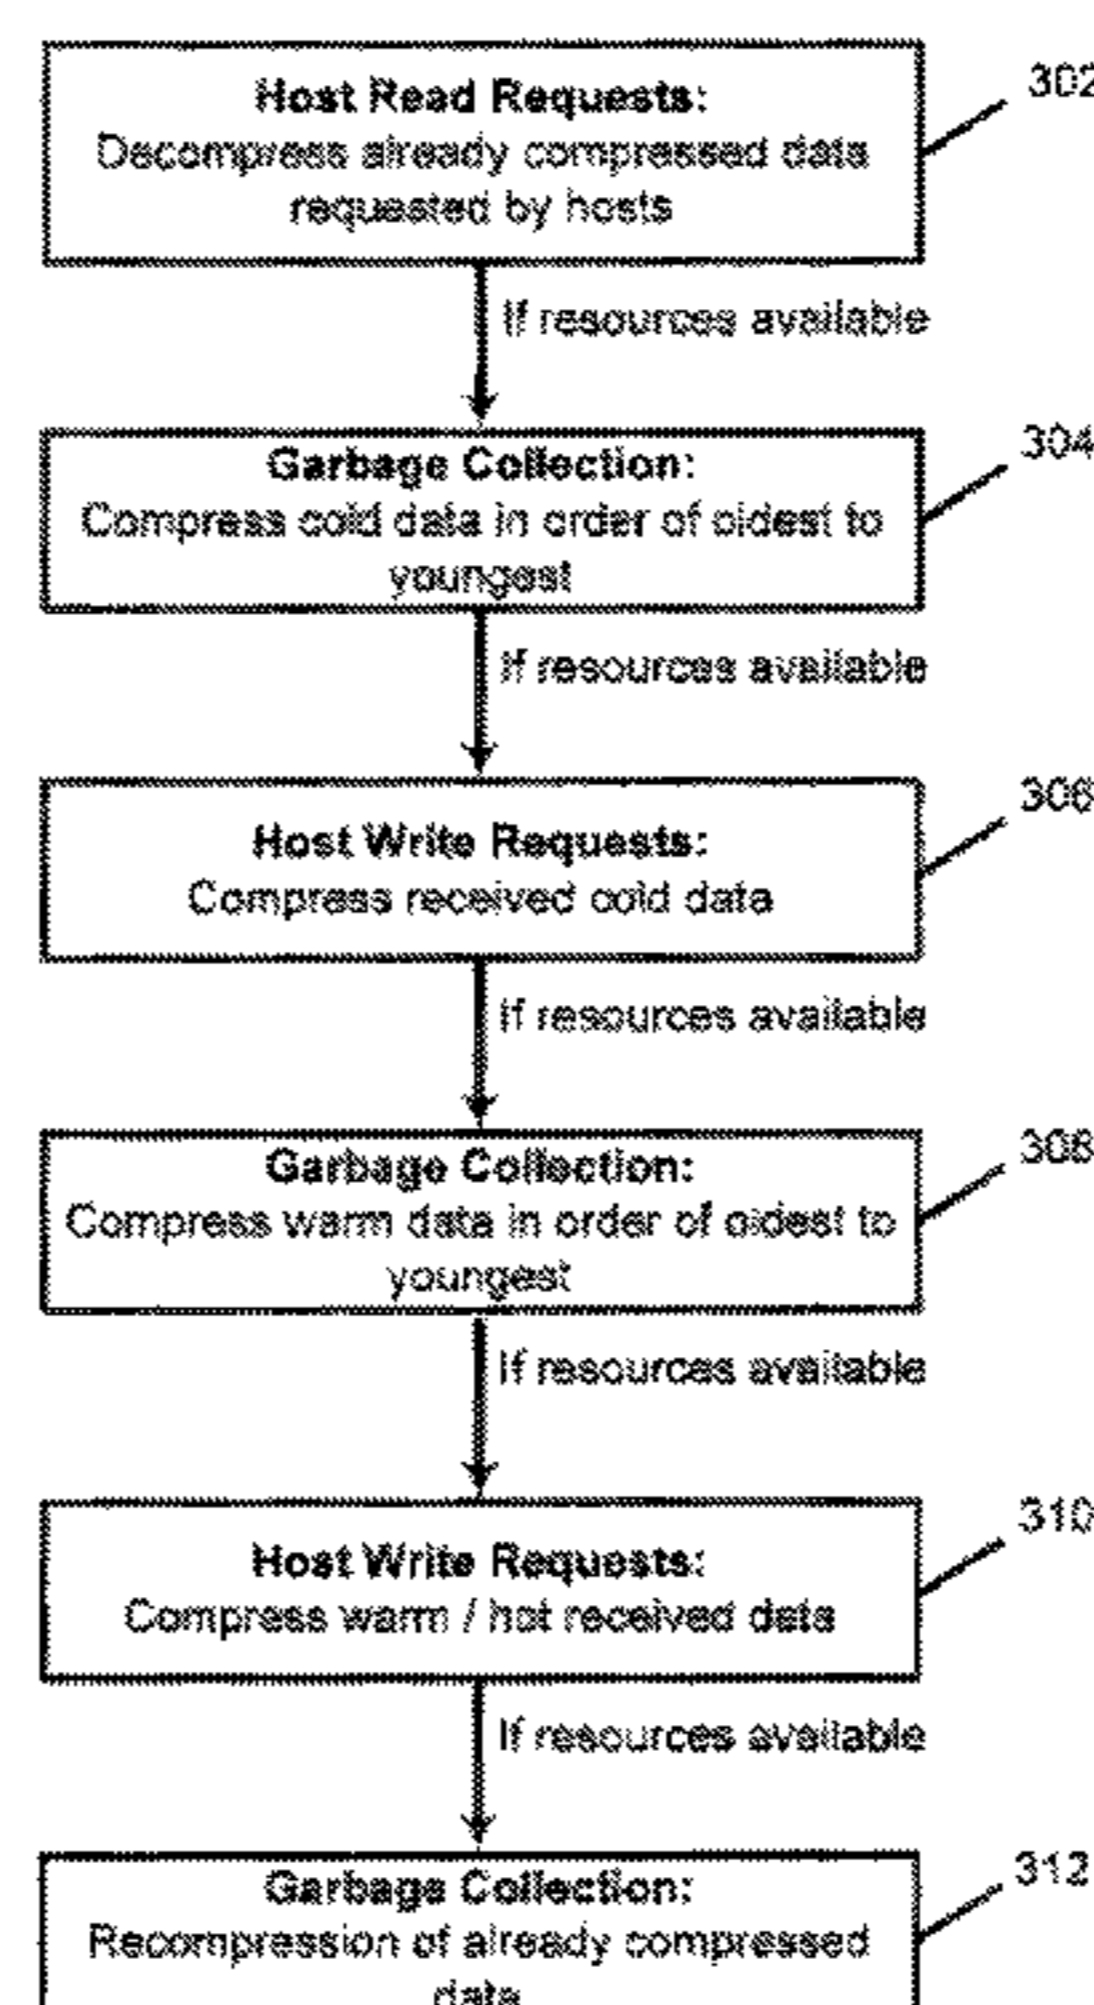 Host Read Requests:
302
Decompress already compressed data
requested by hosts
If resources available
Garbage Collection:
304
Compress cold data in order of oldest to
youngest
If resources available
Host Write Requests:
306
Compress received cold data
If resources available
Garbage Collection:
308
Compress warm data in order of oldest to
youngest
If resources available
Host Write Requests:
310
Compress warm / hot received data
If resources available
Garbage Collection:
312
Recompression of already compressed
data